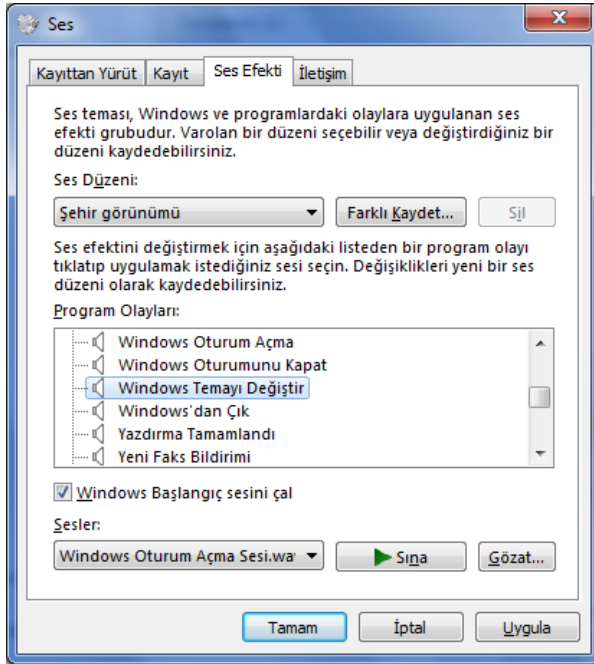 Ses
Kayıttan Yürüt Kayıt Ses Efekti İletişim
Ses teması, Windows ve programlardaki olaylara uygulanan ses
efekti grubudur. Varolan bir düzeni seçebilir veya değiştirdiğiniz bir
düzeni kaydedebilirsiniz.
Ses Düzeni:
Şehir görünümü Farklı Kaydet... Sil
Ses efektini değiştirmek için aşağıdaki listeden bir program olayı
tıklatıp uygulamak istediğiniz sesi seçin. Değişiklikleri yeni bir ses
düzeni olarak kaydedebilirsiniz.
Program Olayları:
Windows Oturum Açma
Windows Oturumunu Kapat
Windows Temayı Değiştir
Windows'dan Çık
Yazdırma Tamamlandı
Yeni Faks Bildirimi
Windows Başlangıç sesini çal
Sesler:
Windows Oturum Açma Sesi.wa Sına Gözat...
Tamam İptal Uygula